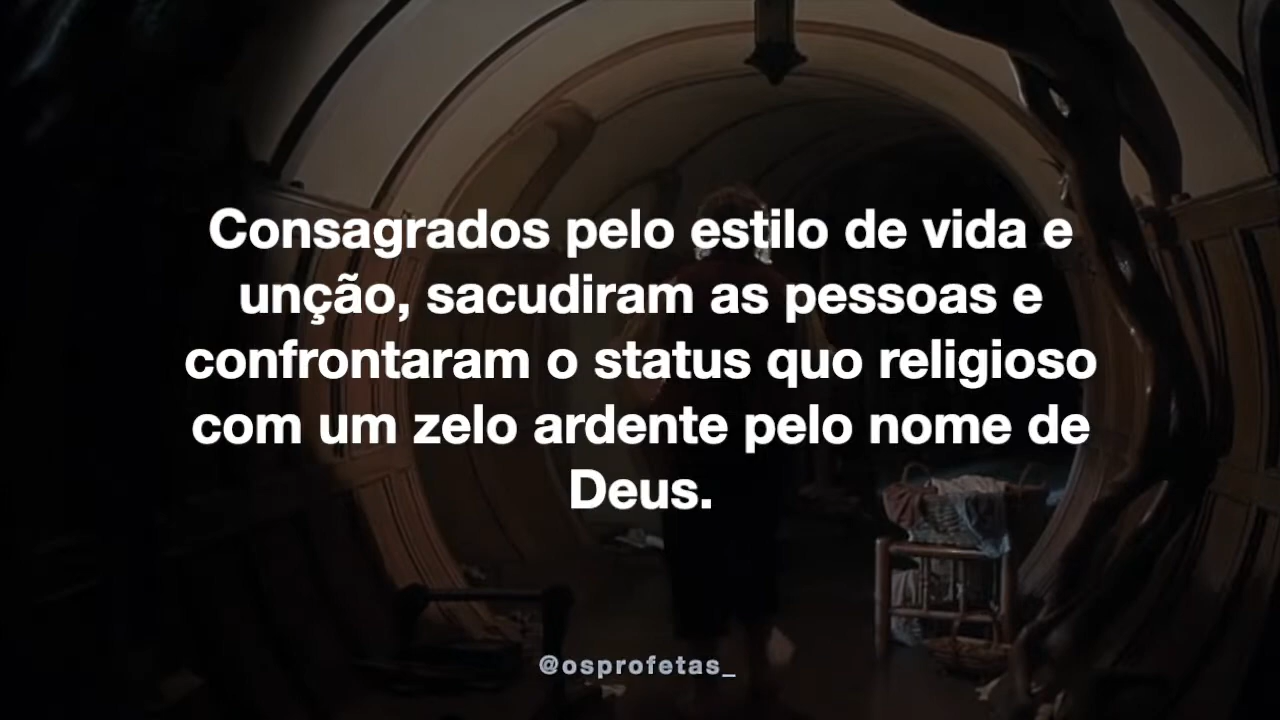 Consagrados pelo estilo de vida e
unção, sacudiram as pessoas e
confrontaram o status quo religioso
com um zelo ardente pelo nome de
Deus.
@osprofetas_